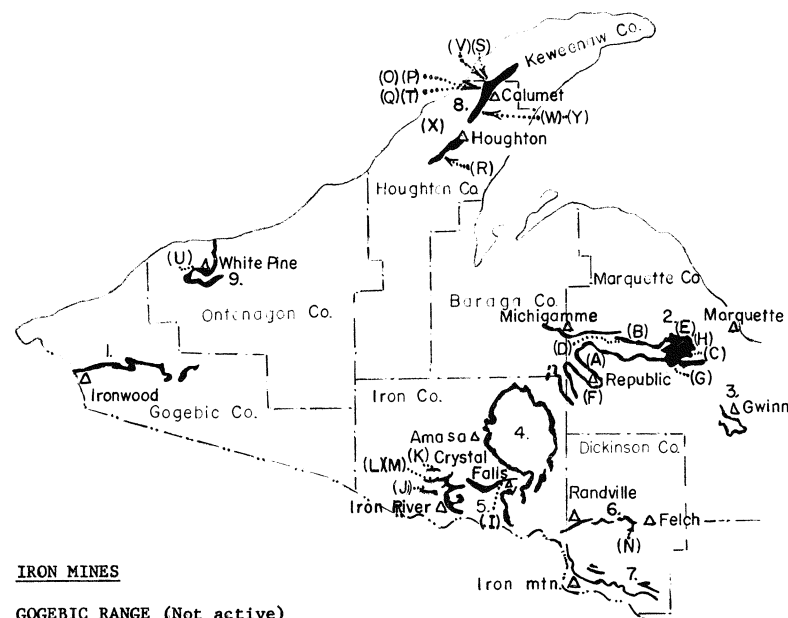 (V)(S)
Keweenaw Co.
(O)(P)
(Q)(T)
Calumet
8.
(W)-(Y)
(X)
Houghton
(R)
Houghton Co.
(U)
White Pine
9.
Marquette Co.
Ontonagon Co.
Baraga Co.
Michigamme
2.
Marquette
(B)
(E)
(H)
(D)
(C)
(A)
1.
(G)
Republic
Ironwood
Iron Co.
(F)
3.
Gwinn
Gogebic Co.
4.
Amasa
Dickinson Co.
(K) Crystal
(L)(M)
Falls
(J)
Randville
Iron River
5.
6.
Felch
(I)
(N)
7.
Iron mtn.
IRON MINES
GOGEBIC RANGE (Not active)